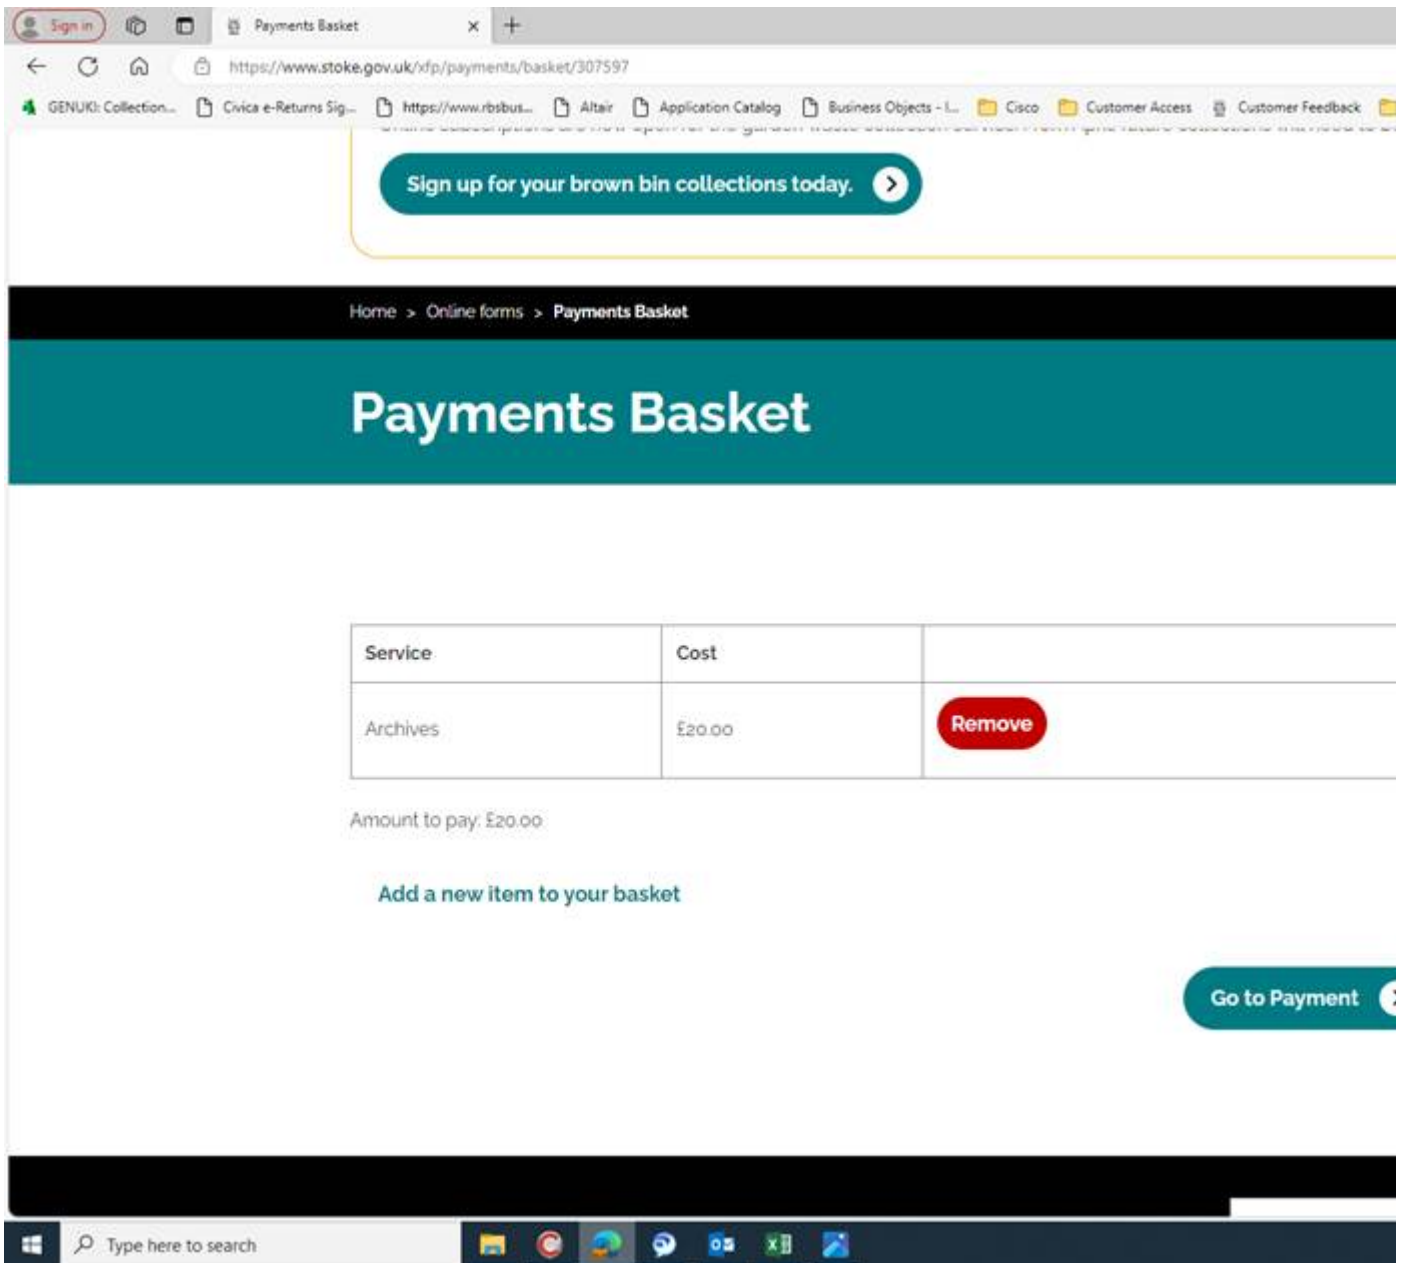 Sign in
Payments Basket
https://www.stoke.gov.uk/xfp/payments/basket/307597
GENUKI: Collection...
Civica e-Returns Sig...
https://www.rbsbus...
Altair
Application Catalog
Business Objects - I...
Cisco
Customer Access
Customer Feedback
Sign up for your brown bin collections today.
Home > Online forms > Payments Basket
Payments Basket
Service Cost
Archives £20.00 Remove
Amount to pay: £20.00
Add a new item to your basket
Go to Payment
Type here to search